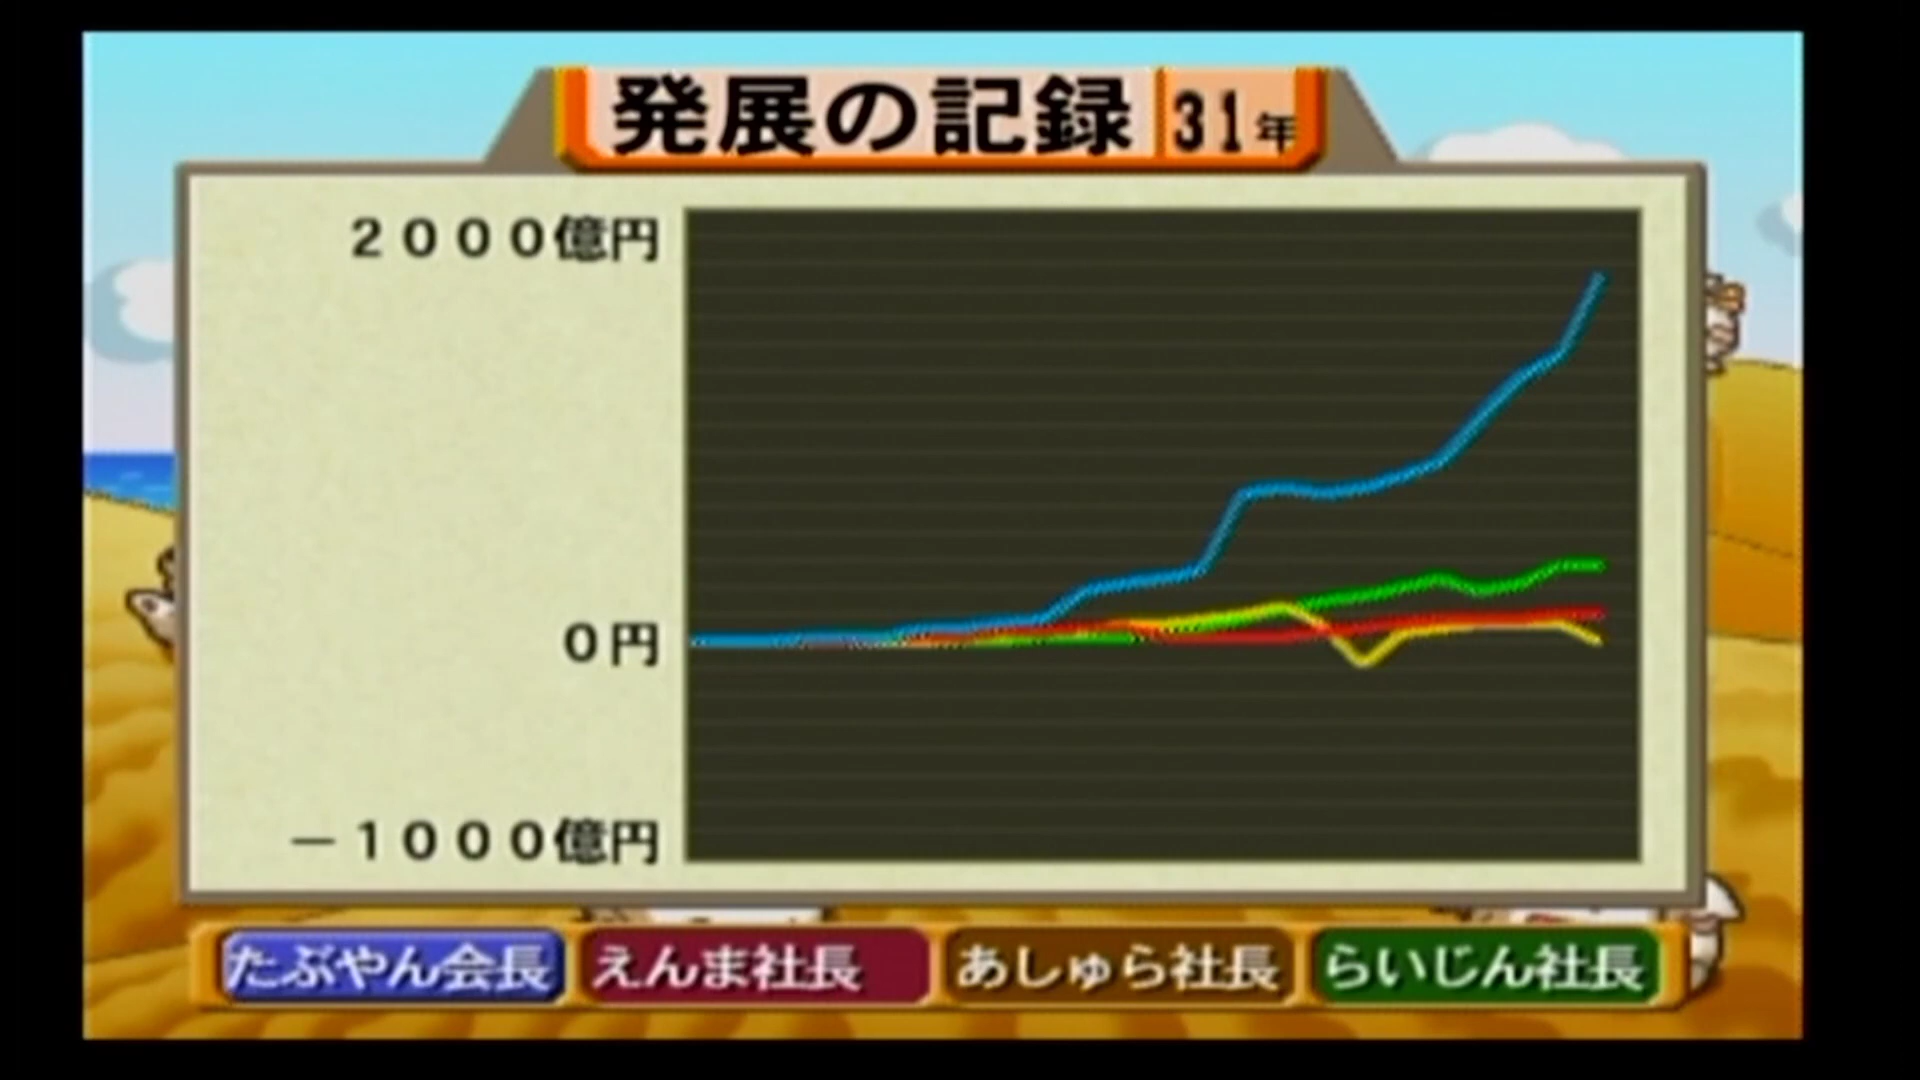 発展の記録 31年
2000億円
0円
－1000億円
たぶやん会長 えんま社長 あしゅら社長 らいじん社長